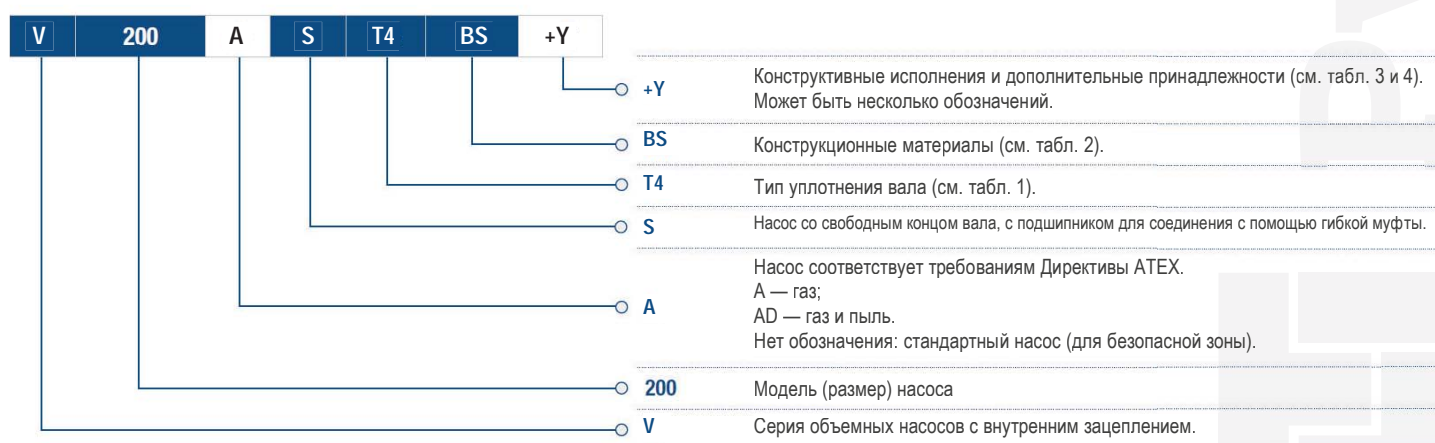 V 200 A S T4 BS +Y
+Y Конструктивные исполнения и дополнительные принадлежности (см. табл. 3 и 4).
Может быть несколько обозначений.
BS Конструкционные материалы (см. табл. 2).
T4 Тип уплотнения вала (см. табл. 1).
S Насос со свободным концом вала, с подшипником для соединения с помощью гибкой муфты.
Насос соответствует требованиям Директивы ATEX.
A — газ;
A AD — газ и пыль.
Нет обозначения: стандартный насос (для безопасной зоны).
200 Модель (размер) насоса
V Серия объемных насосов с внутренним зацеплением.